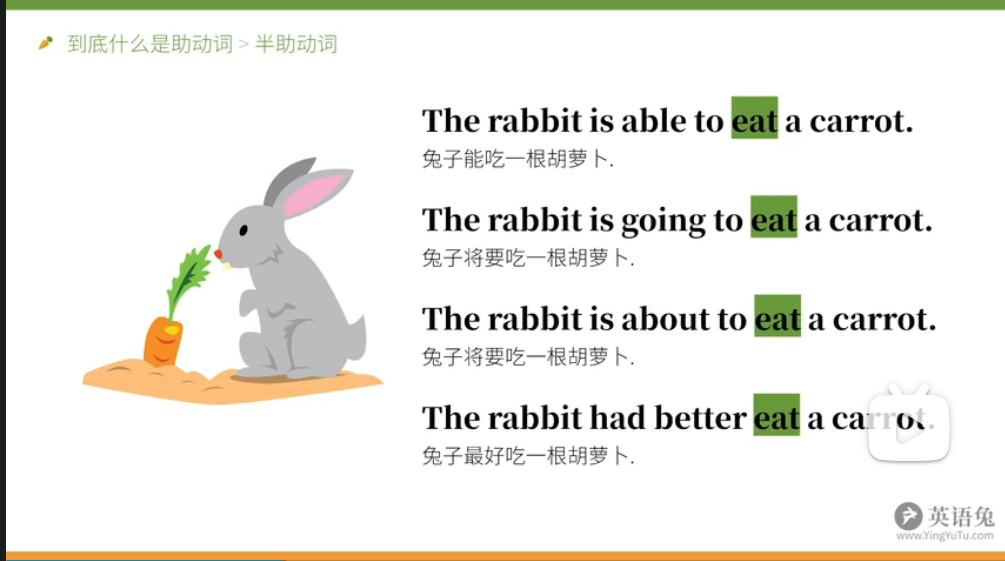 到底什么是助动词 > 半助动词
The rabbit is able to eat a carrot.
兔子能吃一根胡萝卜.
The rabbit is going to eat a carrot.
兔子将要吃一根胡萝卜.
The rabbit is about to eat a carrot.
兔子将要吃一根胡萝卜.
The rabbit had better eat a carrot.
兔子最好吃一根胡萝卜.
英语兔
www.YingYuTu.com